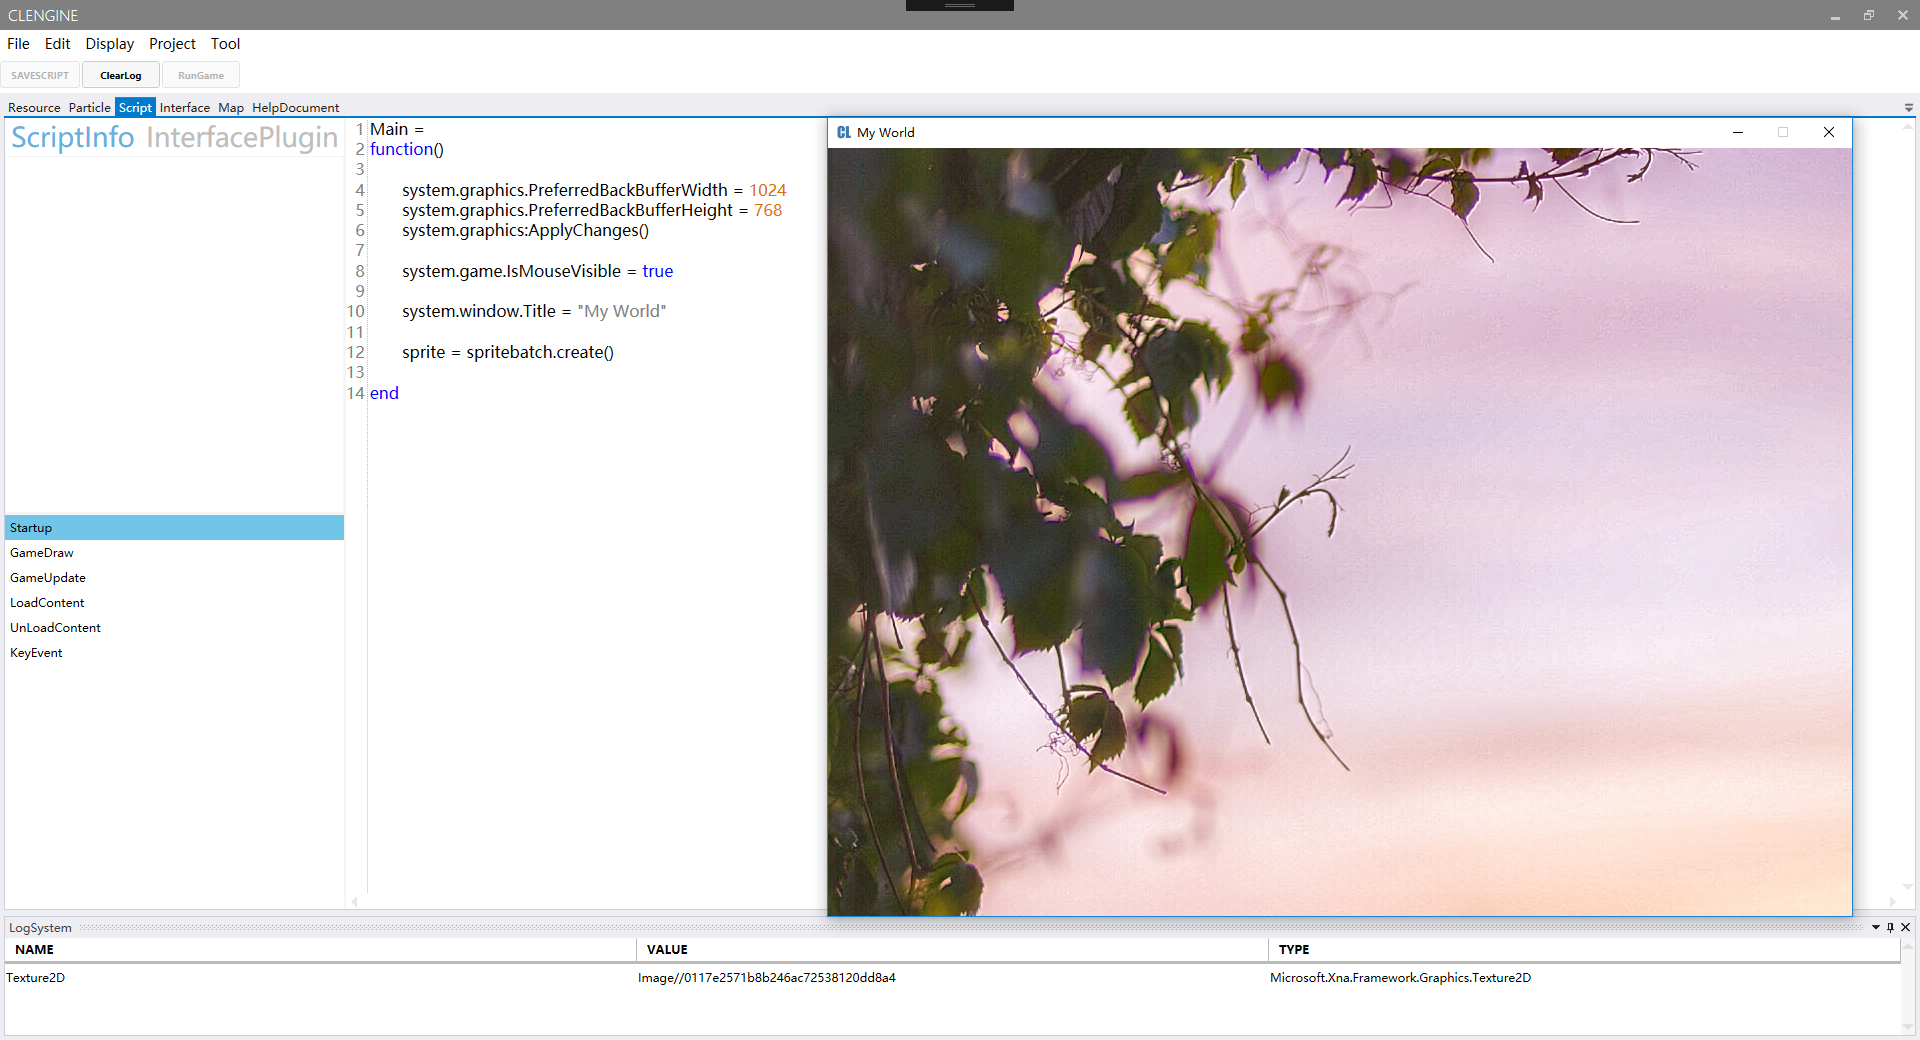 CLENGINE
File Edit Display Project Tool
SAVESCRIPT ClearLog RunGame
Resource Particle Script Interface Map HelpDocument
ScriptInfo InterfacePlugin
Startup
GameDraw
GameUpdate
LoadContent
UnLoadContent
KeyEvent
1 Main =
2 function()
3
4 system.graphics.PreferredBackBufferWidth = 1024
5 system.graphics.PreferredBackBufferHeight = 768
6 system.graphics:ApplyChanges()
7
8 system.game.IsMouseVisible = true
9
10 system.window.Title = "My World"
11
12 sprite = spritebatch.create()
13
14 end
CL My World
LogSystem
NAME VALUE TYPE
Texture2D Image//0117e2571b8b246ac72538120dd8a4 Microsoft.Xna.Framework.Graphics.Texture2D